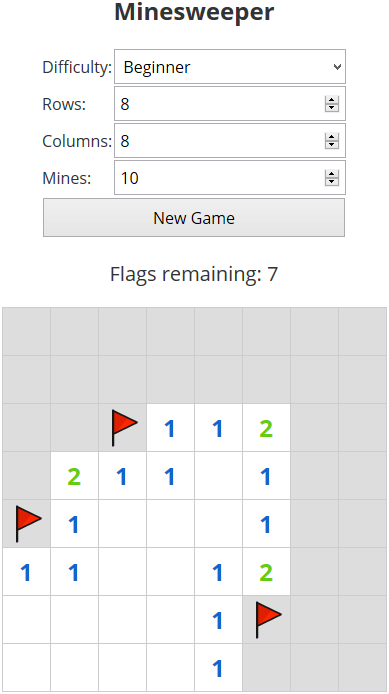 Minesweeper
Difficulty: Beginner
Rows: 8
Columns: 8
Mines: 10
New Game
Flags remaining: 7
1 1 2
2 1 1 1
1 1
1 1 1 2
1
1